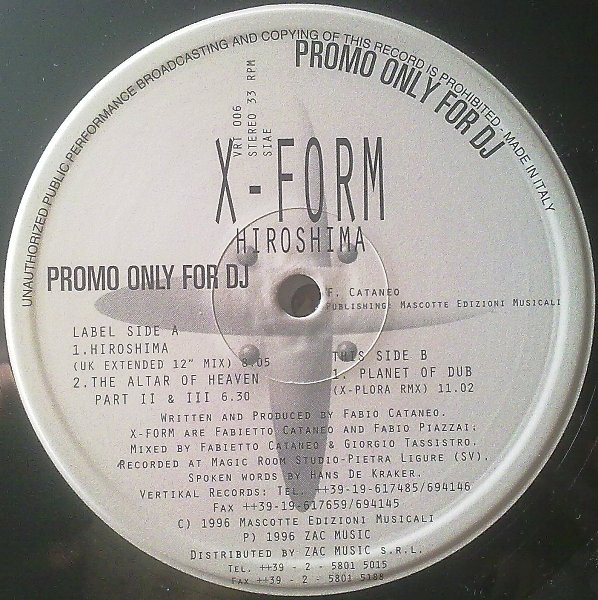 UNAUTHORIZED PUBLIC PERFORMANCE BROADCASTING AND COPYING OF THIS RECORD IS PROHIBITED - MADE IN ITALY
PROMO ONLY FOR DJ
VRT 006
STEREO 33 RPM
SIAE
X-FORM
HIROSHIMA
PROMO ONLY FOR DJ
F. CATANEO
PUBLISHING: MASCOTTE EDIZIONI MUSICALI
LABEL SIDE A
1.HIROSHIMA
(UK EXTENDED 12" MIX) 8.05
2.THE ALTAR OF HEAVEN
PART II & III 6.30
THIS SIDE B
1. PLANET OF DUB
(X-PLORA RMX) 11.02
WRITTEN AND PRODUCED BY FABIO CATANEO.
X-FORM ARE FABIETTO CATANEO AND FABIO PIAZZAI.
MIXED BY FABIETTO CATANEO & GIORGIO TASSISTRO.
RECORDED AT MAGIC ROOM STUDIO-PIETRA LIGURE (SV).
SPOKEN WORDS BY HANS DE KRAKER.
VERTIKAL RECORDS: TEL. ++39-19-617485/694146
FAX ++39-19-617659/694145
C) 1996 MASCOTTE EDIZIONI MUSICALI
P) 1996 ZAC MUSIC
DISTRIBUTED BY ZAC MUSIC S.R.L.
TEL. ++39 - 2 - 5801 5015
FAX ++39 - 2 - 5801 5188